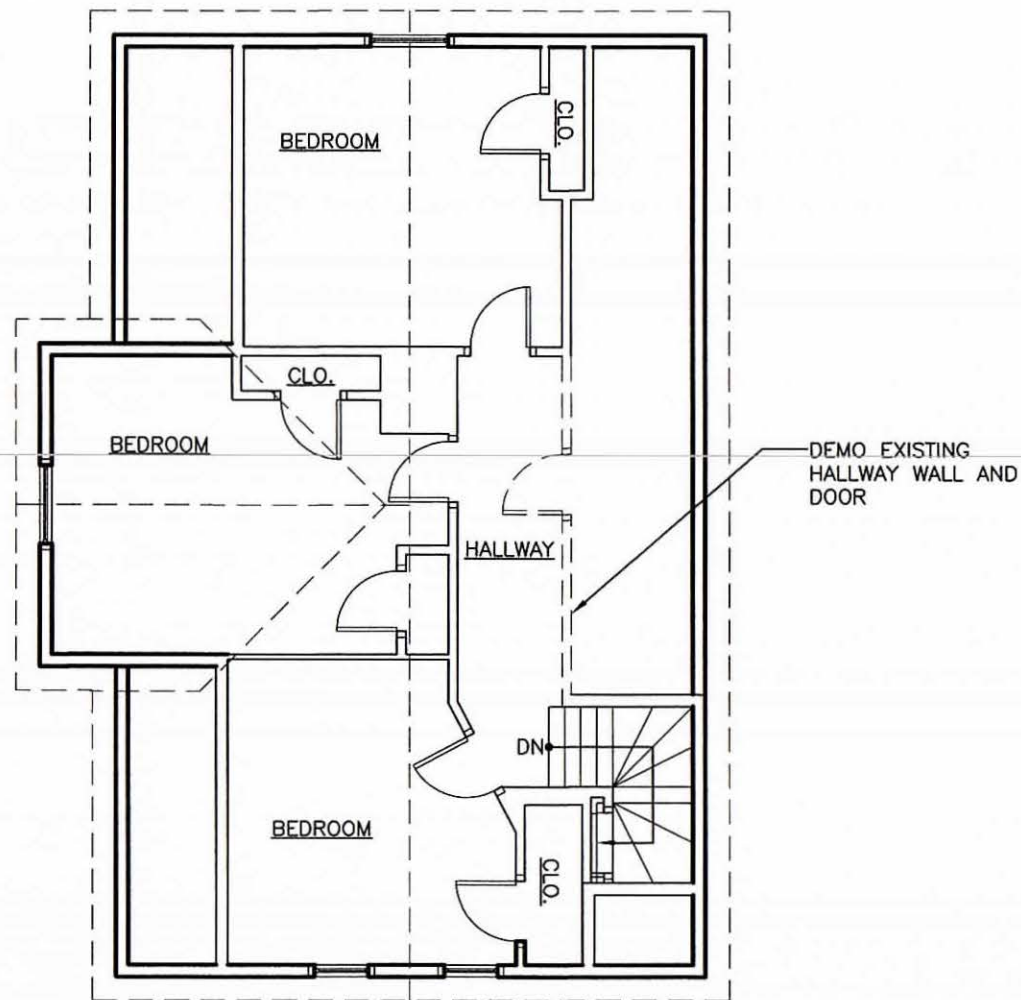 BEDROOM
CLO.
CLO.
BEDROOM
DEMO EXISTING
HALLWAY WALL AND
DOOR
HALLWAY
DN
BEDROOM
CLO.